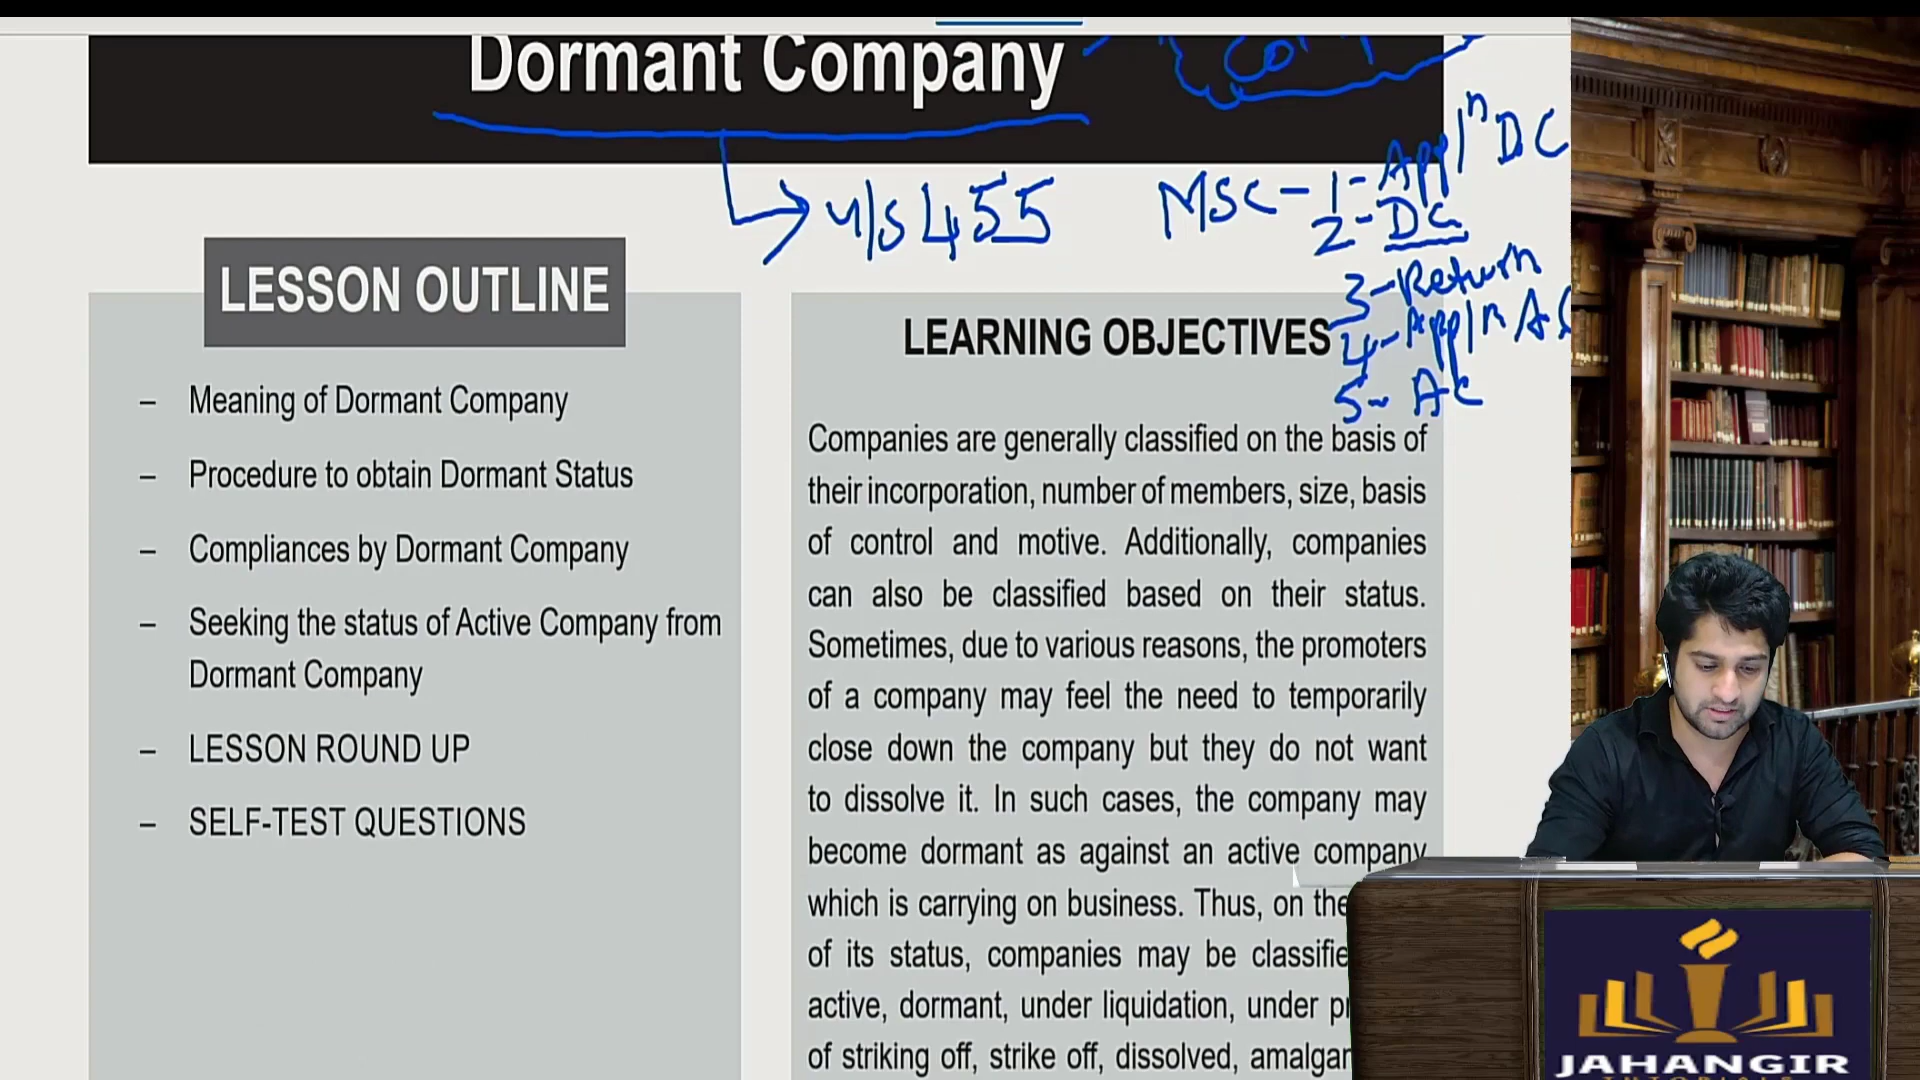 Dormant Company
Co
u/s 455
MSC - 1 - Appl^n DC
2 - DC
3 - Return
4 - Appl^n AC
5 - AC
LESSON OUTLINE
– Meaning of Dormant Company
– Procedure to obtain Dormant Status
– Compliances by Dormant Company
– Seeking the status of Active Company from
Dormant Company
– LESSON ROUND UP
– SELF-TEST QUESTIONS
LEARNING OBJECTIVES
Companies are generally classified on the basis of
their incorporation, number of members, size, basis
of control and motive. Additionally, companies
can also be classified based on their status.
Sometimes, due to various reasons, the promoters
of a company may feel the need to temporarily
close down the company but they do not want
to dissolve it. In such cases, the company may
become dormant as against an active company
which is carrying on business. Thus, on the
of its status, companies may be classifie
active, dormant, under liquidation, under pr
of striking off, strike off, dissolved, amalgam
JAHANGIR